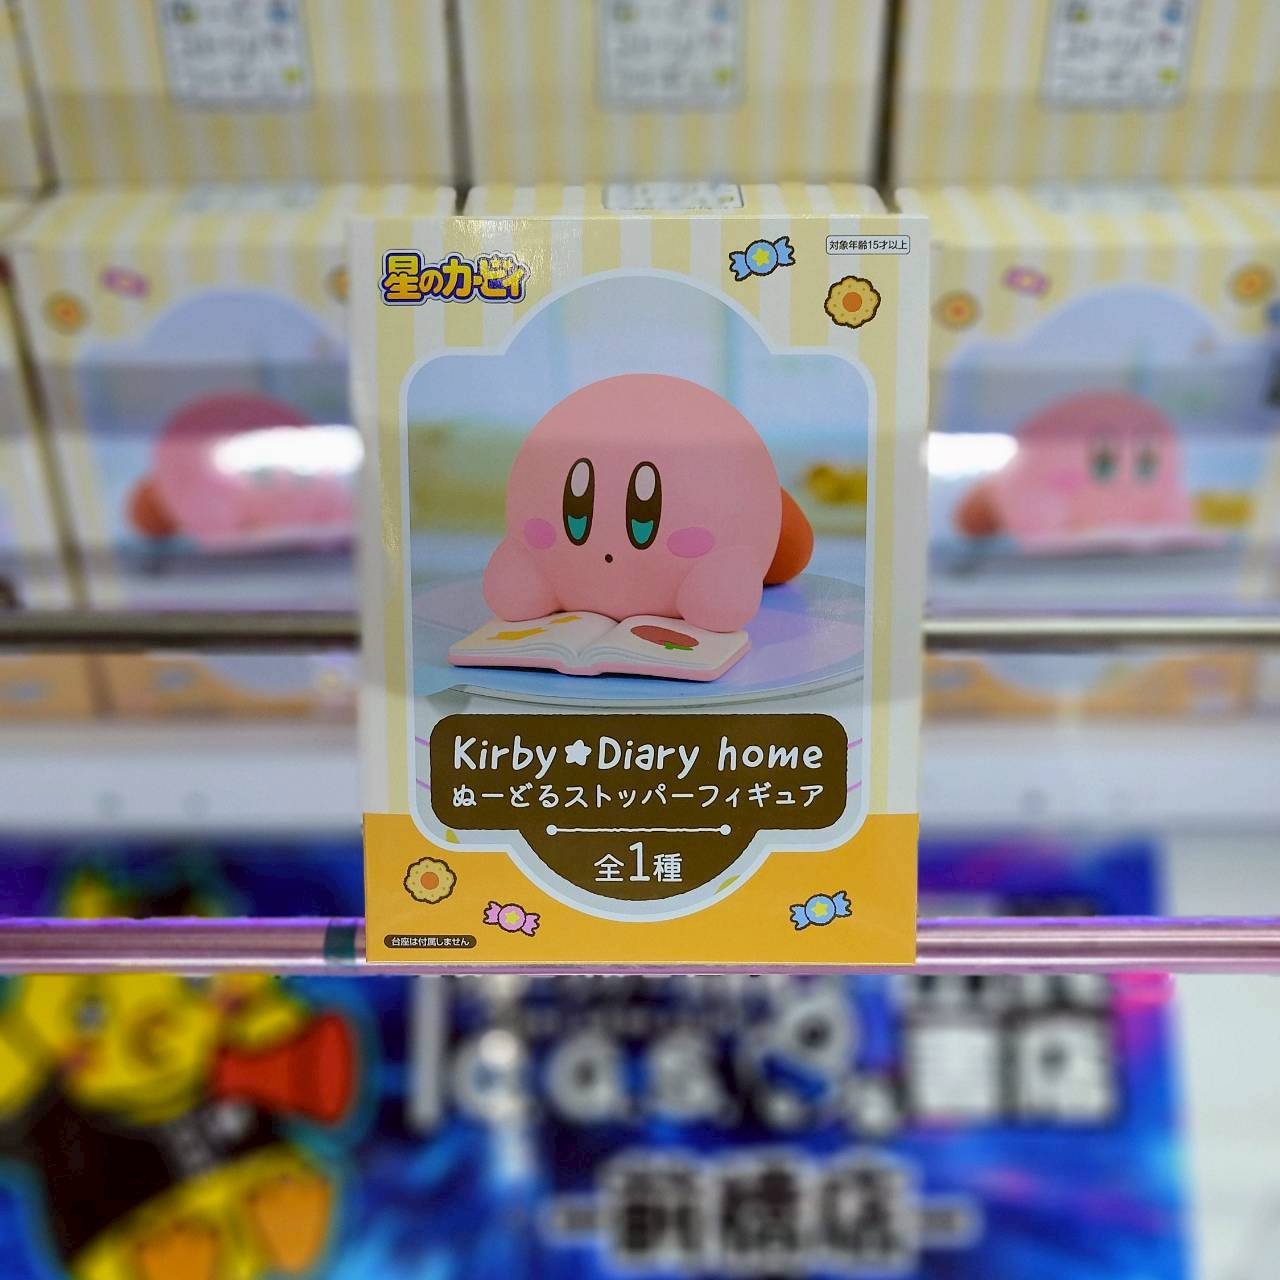 星のカービィ
対象年齢15才以上
Kirby★Diary home
ぬーどるストッパーフィギュア
全1種
台座は付属しません